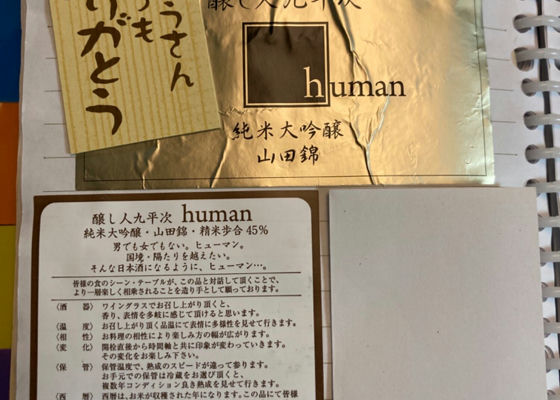 うさん
つも
りがとう
醸し人九平次
human
純米大吟醸
山田錦
醸し人九平次 human
純米大吟醸・山田錦・精米歩合45%
男でも女でもない。ヒューマン。
国境・隔たりを越えたい。
そんな日本酒になるように、ヒューマン…。
皆様の食のシーン・テーブルが、この品と対話して頂くことで、
より一層楽しく相乗されることを造り手として願っております。
〈酒 器〉 ワイングラスでお召し上がり頂くと、
香り、表情を多岐に感じて頂けると思います。
〈温 度〉 お召し上がり頂く品温にて表情に多様性を見せて行きます。
〈相 性〉 お料理の相性により楽しみ方の幅が広がります。
〈変 化〉 開栓直後から時間軸と共に印象が変わっていきます。
その変化をお楽しみ下さい。
〈保 管〉 保管温度で、熟成のスピードが違って参ります。
お手元での保管は冷蔵をお選び頂くと、
複数年コンディション良き熟成を見せて行きます。
〈西 暦〉 西暦は、お米が収穫された年になります。この品にて皆様